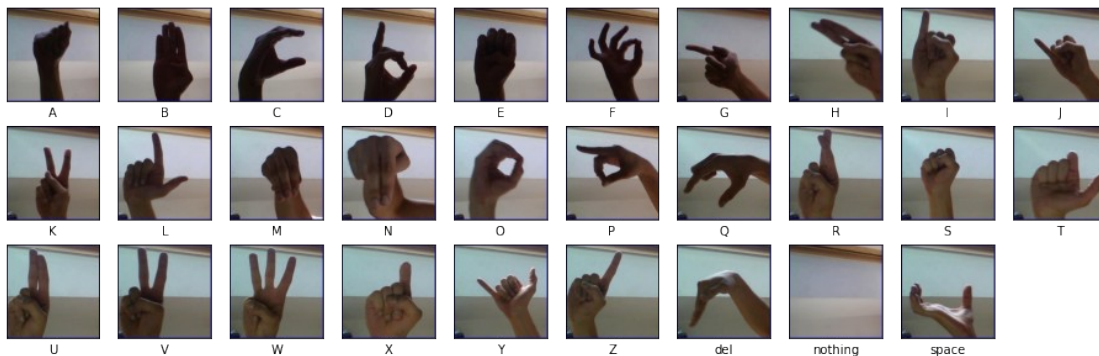 A B C D E F G H I J
K L M N O P Q R S T
U V W X Y Z del nothing space